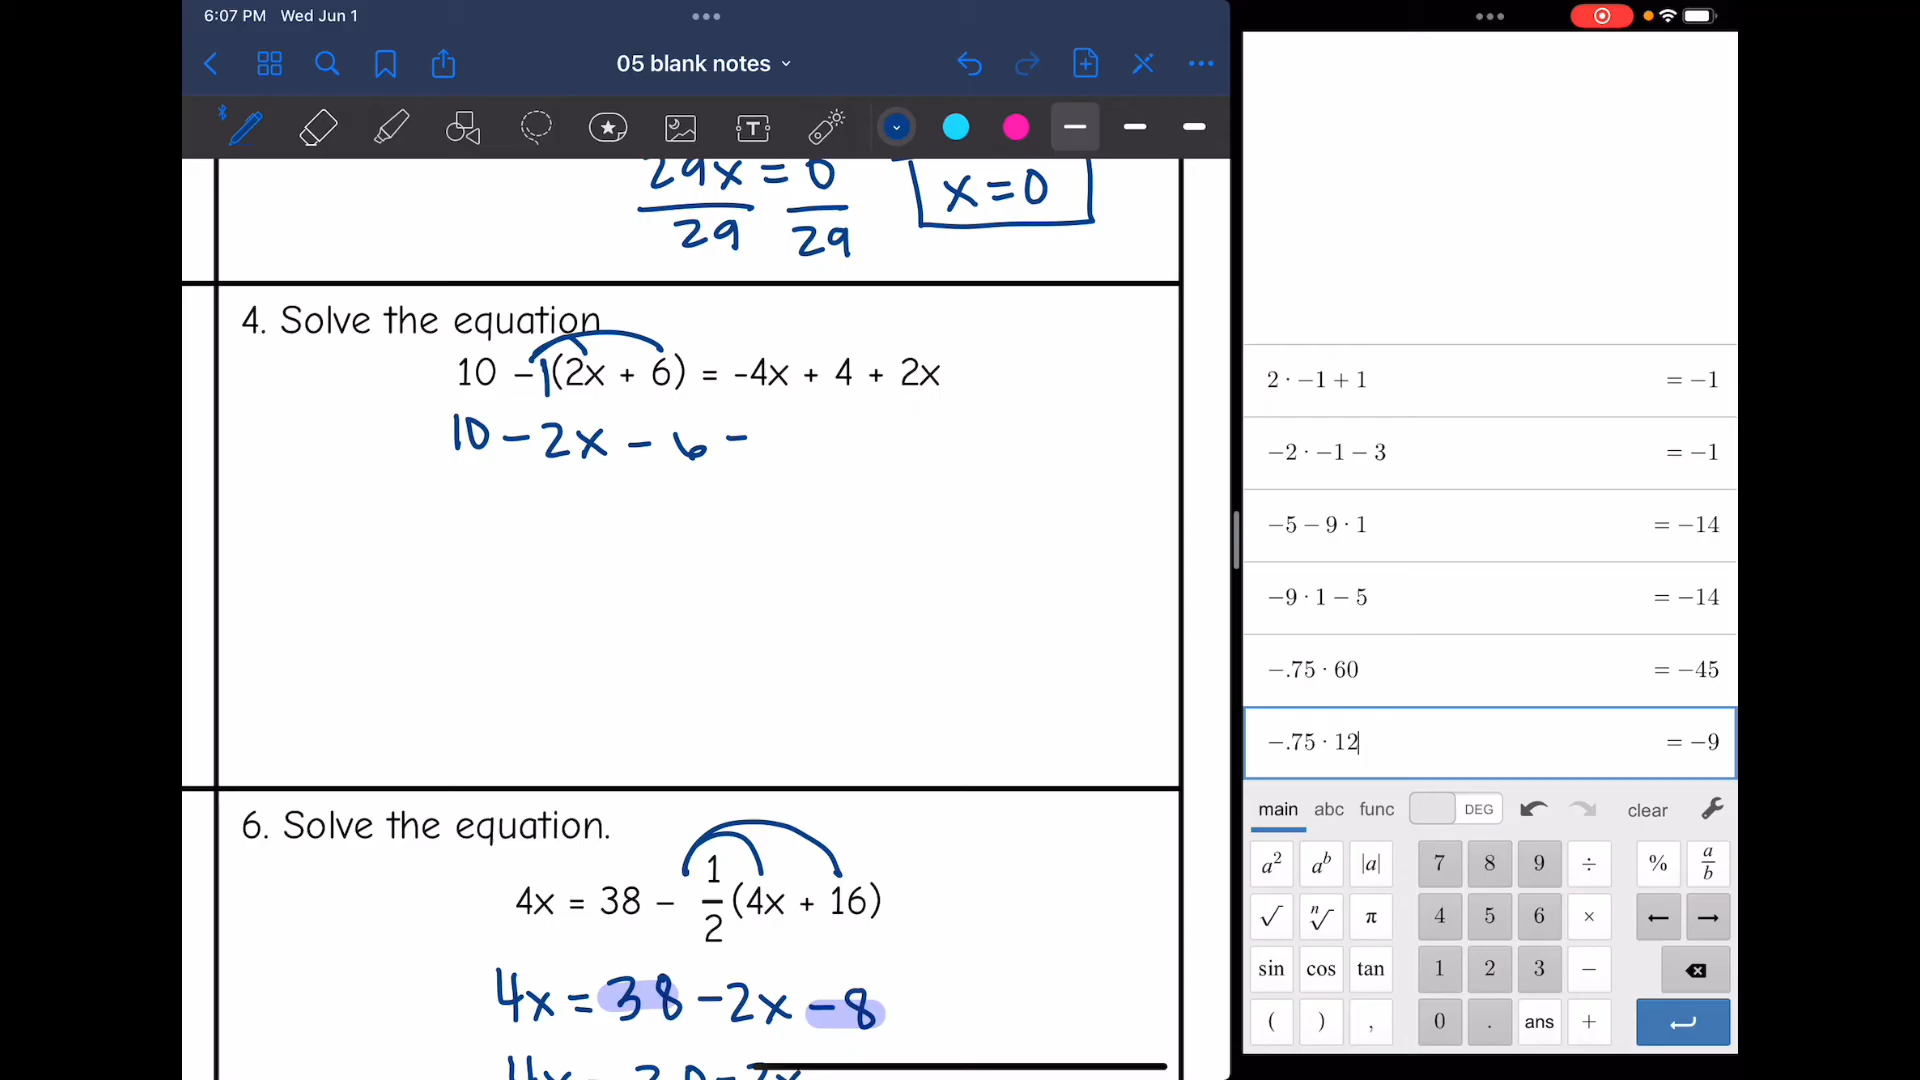 6:07 PM Wed Jun 1
05 blank notes
29x = 0
29 29
x = 0
4. Solve the equation
10 - 1(2x + 6) = -4x + 4 + 2x
10 - 2x - 6 -
6. Solve the equation.
4x = 38 - 1/2 (4x + 16)
4x = 38 - 2x - 8
2 · −1 + 1 = −1
−2 · −1 − 3 = −1
−5 − 9 · 1 = −14
−9 · 1 − 5 = −14
−.75 · 60 = −45
−.75 · 12 = −9
main abc func DEG clear
a² aᵇ |a| 7 8 9 ÷ % a/b
√ ⁿ√ π 4 5 6 × ← →
sin cos tan 1 2 3 −
( ) , 0 . ans +